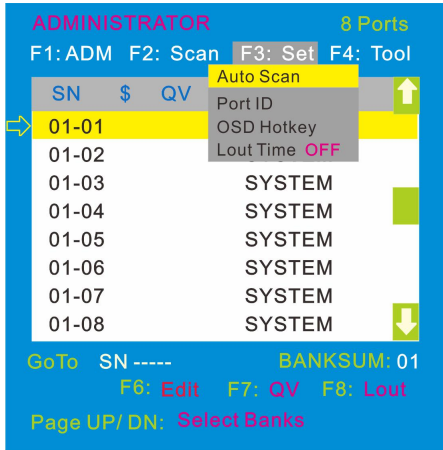 ADMINISTRATOR 8 Ports
F1: ADM F2: Scan F3: Set F4: Tool
Auto Scan
SN $ QV
Port ID
01-01
OSD Hotkey
Lout Time OFF
01-02
01-03 SYSTEM
01-04 SYSTEM
01-05 SYSTEM
01-06 SYSTEM
01-07 SYSTEM
01-08 SYSTEM
GoTo SN ----- BANKSUM: 01
F6: Edit F7: QV F8: Lout
Page UP/ DN: Select Banks